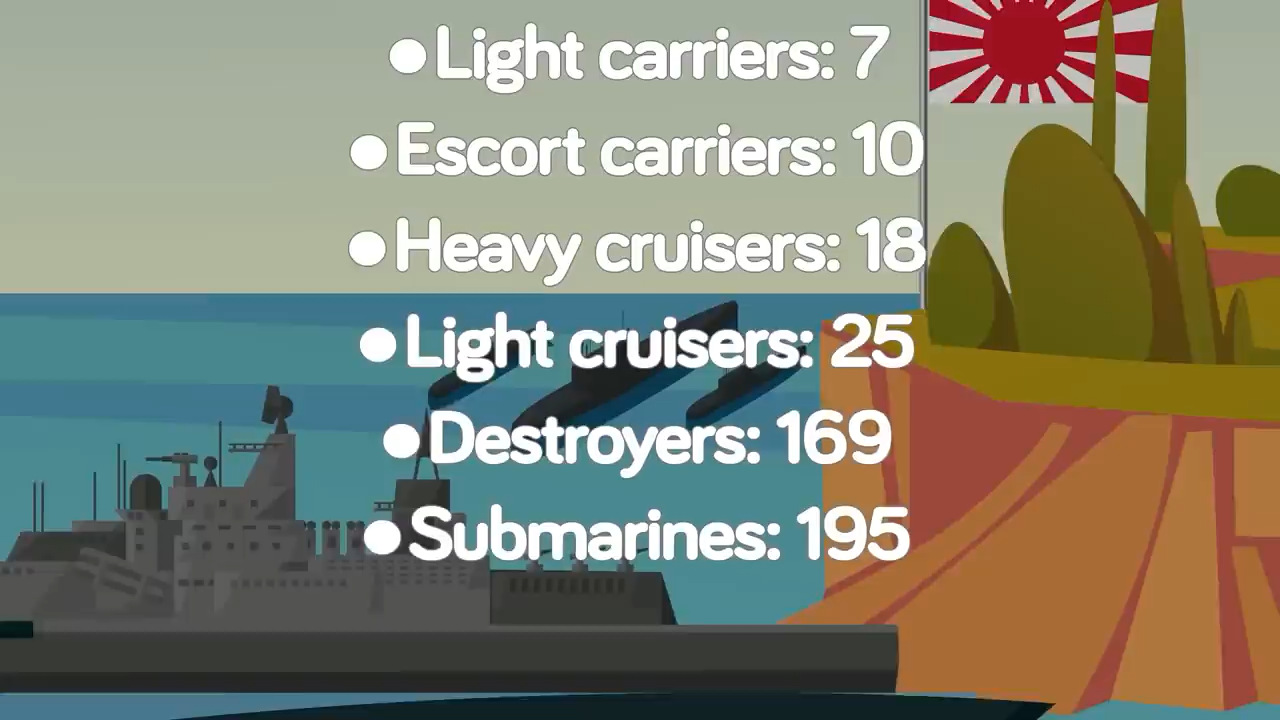 ●Light carriers: 7
●Escort carriers: 10
●Heavy cruisers: 18
●Light cruisers: 25
●Destroyers: 169
●Submarines: 195